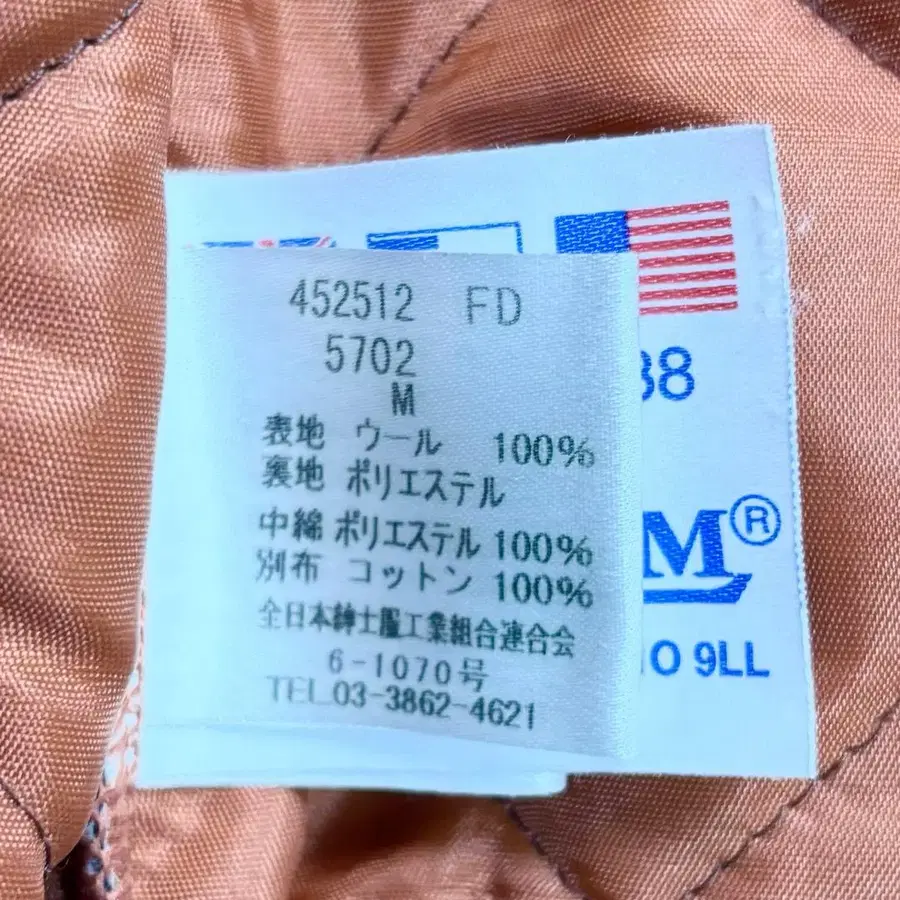 452512 FD
5702
M
表地 ウール 100%
裏地 ポリエステル
中綿 ポリエステル 100%
別布 コットン 100%
全日本紳士服工業組合連合会
6-1070号
TEL.03-3862-4621
38
M®
9LL